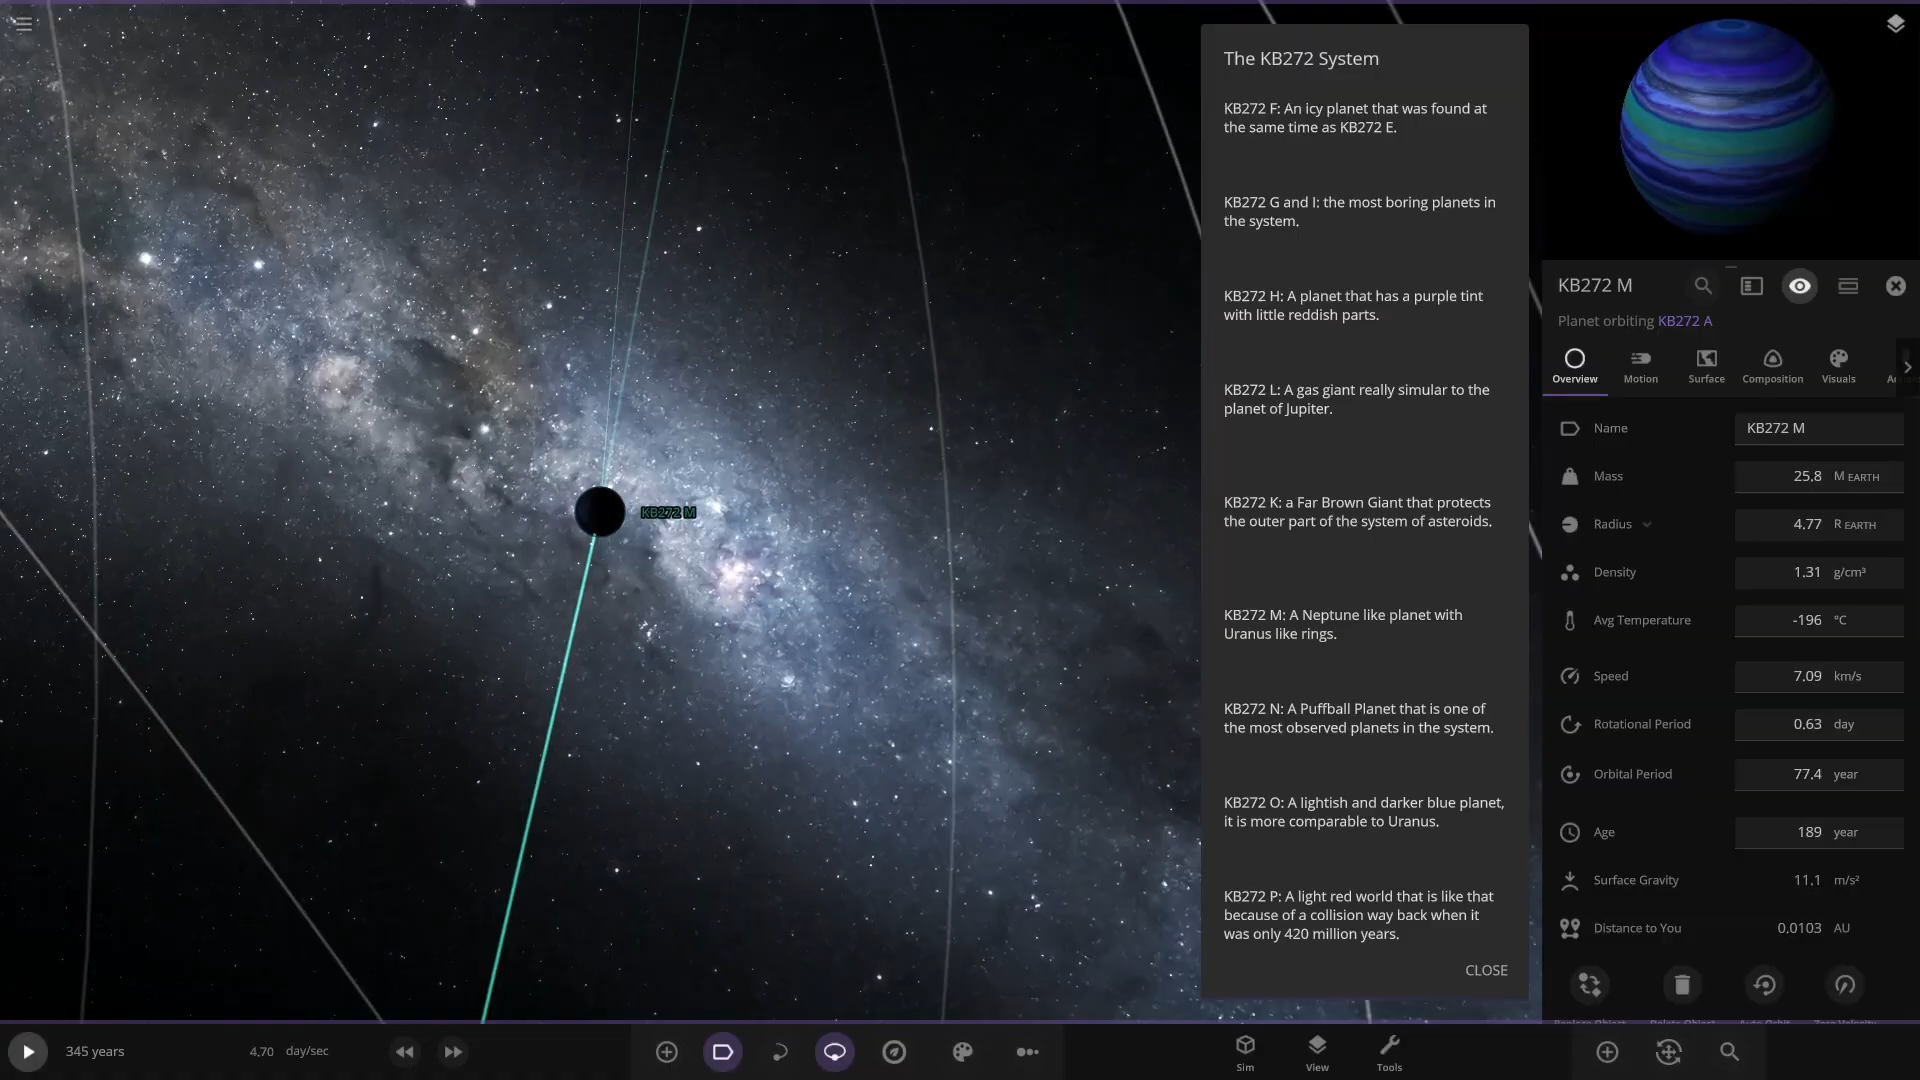 The KB272 System
KB272 F: An icy planet that was found at
the same time as KB272 E.
KB272 G and I: the most boring planets in
the system.
KB272 H: A planet that has a purple tint
with little reddish parts.
KB272 L: A gas giant really simular to the
planet of Jupiter.
KB272 K: a Far Brown Giant that protects
the outer part of the system of asteroids.
KB272 M: A Neptune like planet with
Uranus like rings.
KB272 N: A Puffball Planet that is one of
the most observed planets in the system.
KB272 O: A lightish and darker blue planet,
it is more comparable to Uranus.
KB272 P: A light red world that is like that
because of a collision way back when it
was only 420 million years.
CLOSE
KB272 M
KB272 M
Planet orbiting KB272 A
Overview Motion Surface Composition Visuals
Name KB272 M
Mass 25.8 M EARTH
Radius 4.77 R EARTH
Density 1.31 g/cm³
Avg Temperature -196 °C
Speed 7.09 km/s
Rotational Period 0.63 day
Orbital Period 77.4 year
Age 189 year
Surface Gravity 11.1 m/s²
Distance to You 0.0103 AU
345 years
4.70 day/sec
Sim View Tools